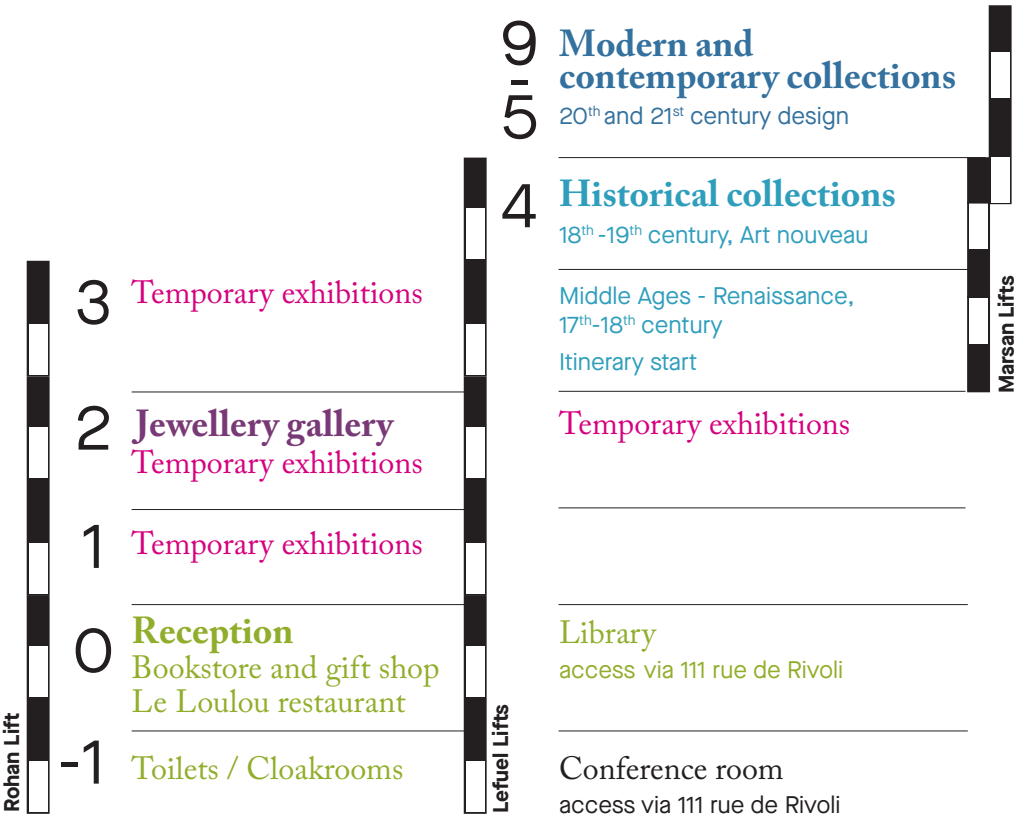 9
-
5
Modern and
contemporary collections
20th and 21st century design
4
Historical collections
18th -19th century, Art nouveau
3
Temporary exhibitions
Middle Ages - Renaissance,
17th-18th century
Itinerary start
Marsan Lifts
2
Jewellery gallery
Temporary exhibitions
Temporary exhibitions
1
Temporary exhibitions
0
Reception
Bookstore and gift shop
Le Loulou restaurant
Library
access via 111 rue de Rivoli
Rohan Lift
-1
Toilets / Cloakrooms
Lefuel Lifts
Conference room
access via 111 rue de Rivoli